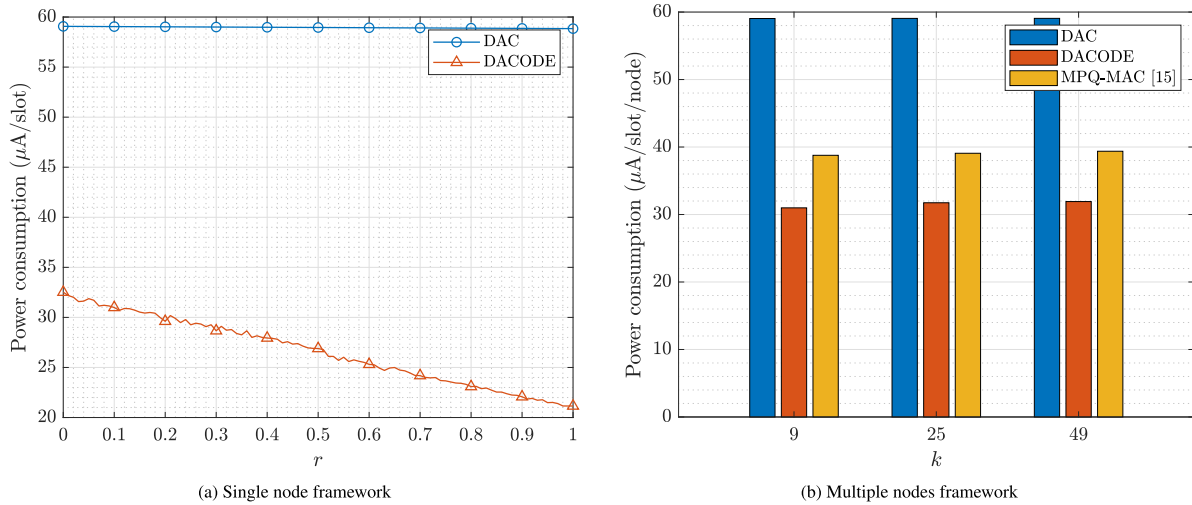 60
55
50
45
40
35
30
25
20
Power consumption (μA/slot)
DAC
DACODE
0 0.1 0.2 0.3 0.4 0.5 0.6 0.7 0.8 0.9 1
r
(a) Single node framework
60
50
40
30
20
10
0
Power consumption (μA/slot/node)
DAC
DACODE
MPQ-MAC [15]
9 25 49
k
(b) Multiple nodes framework